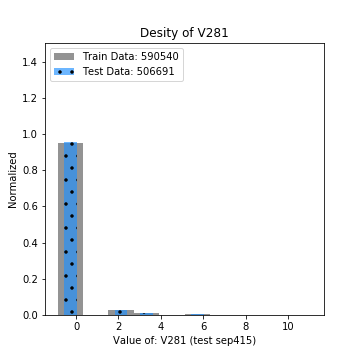 Desity of V281
Train Data: 590540
Test Data: 506691
Normalized
1.4
1.2
1.0
0.8
0.6
0.4
0.2
0.0
0 2 4 6 8 10
Value of: V281 (test sep415)